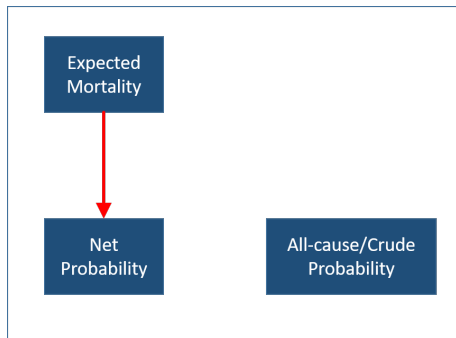 Expected
Mortality
Net
Probability
All-cause/Crude
Probability